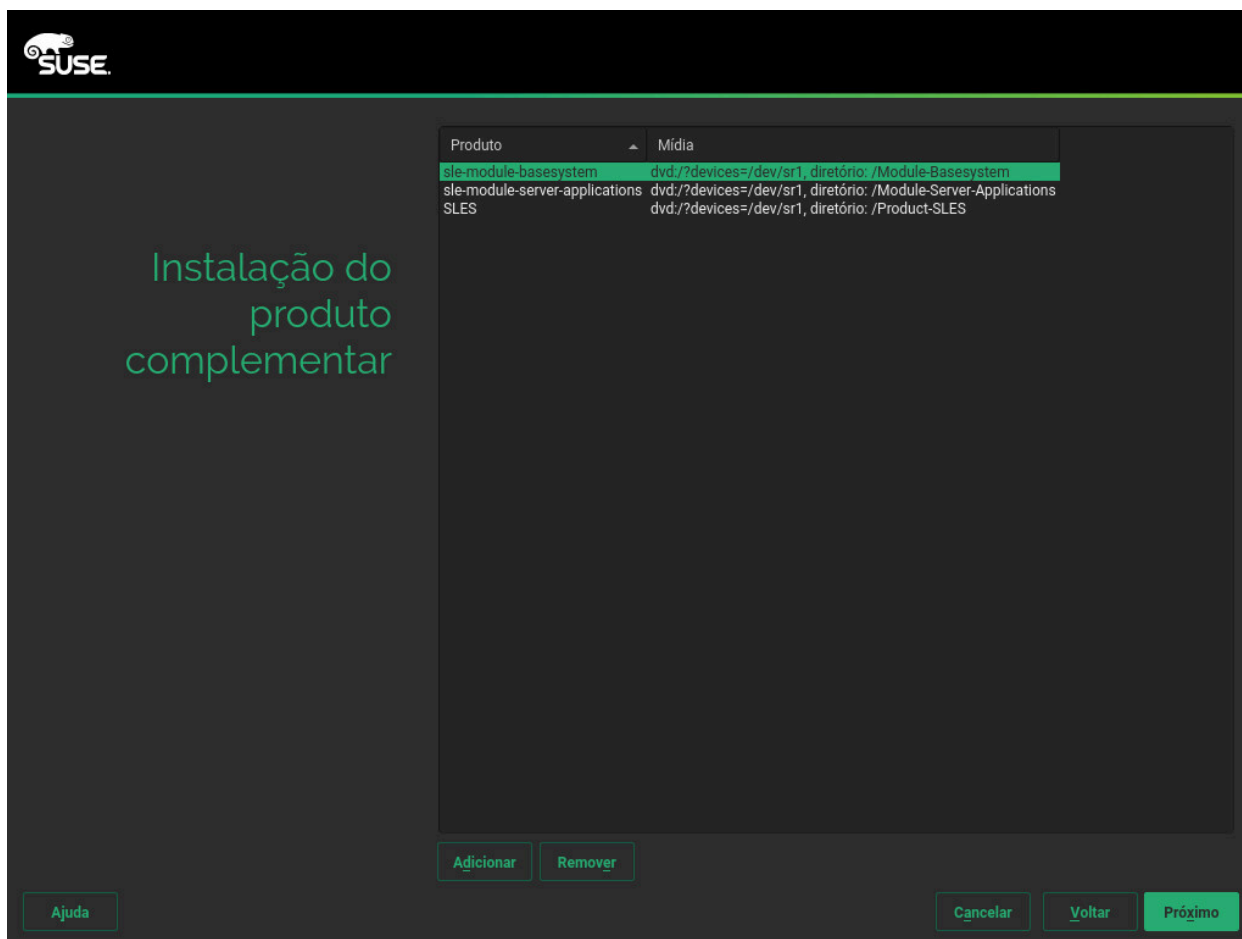 SUSE.
Produto Mídia
sle-module-basesystem dvd:/?devices=/dev/sr1, diretório: /Module-Basesystem
sle-module-server-applications dvd:/?devices=/dev/sr1, diretório: /Module-Server-Applications
SLES dvd:/?devices=/dev/sr1, diretório: /Product-SLES
Instalação do
produto
complementar
Adicionar Remover
Ajuda Cancelar Voltar Próximo